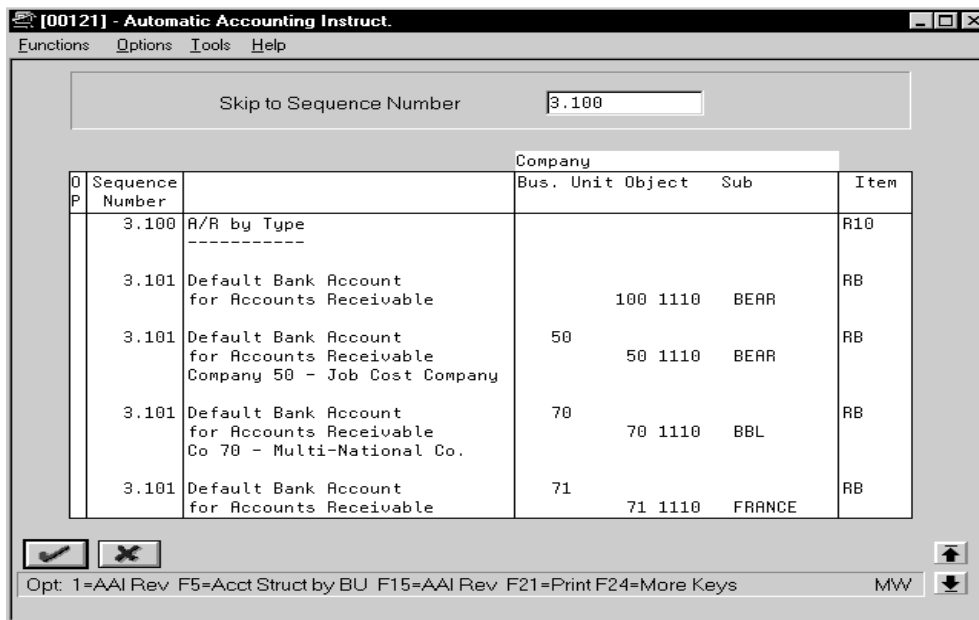 [00121] - Automatic Accounting Instruct.
Functions Options Tools Help
Skip to Sequence Number 3.100
Company
O Sequence Bus. Unit Object Sub Item
P Number
3.100 A/R by Type R10
-----------
3.101 Default Bank Account RB
for Accounts Receivable 100 1110 BEAR
3.101 Default Bank Account 50 RB
for Accounts Receivable 50 1110 BEAR
Company 50 - Job Cost Company
3.101 Default Bank Account 70 RB
for Accounts Receivable 70 1110 BBL
Co 70 - Multi-National Co.
3.101 Default Bank Account 71 RB
for Accounts Receivable 71 1110 FRANCE
Opt: 1=AAI Rev F5=Acct Struct by BU F15=AAI Rev F21=Print F24=More Keys MW